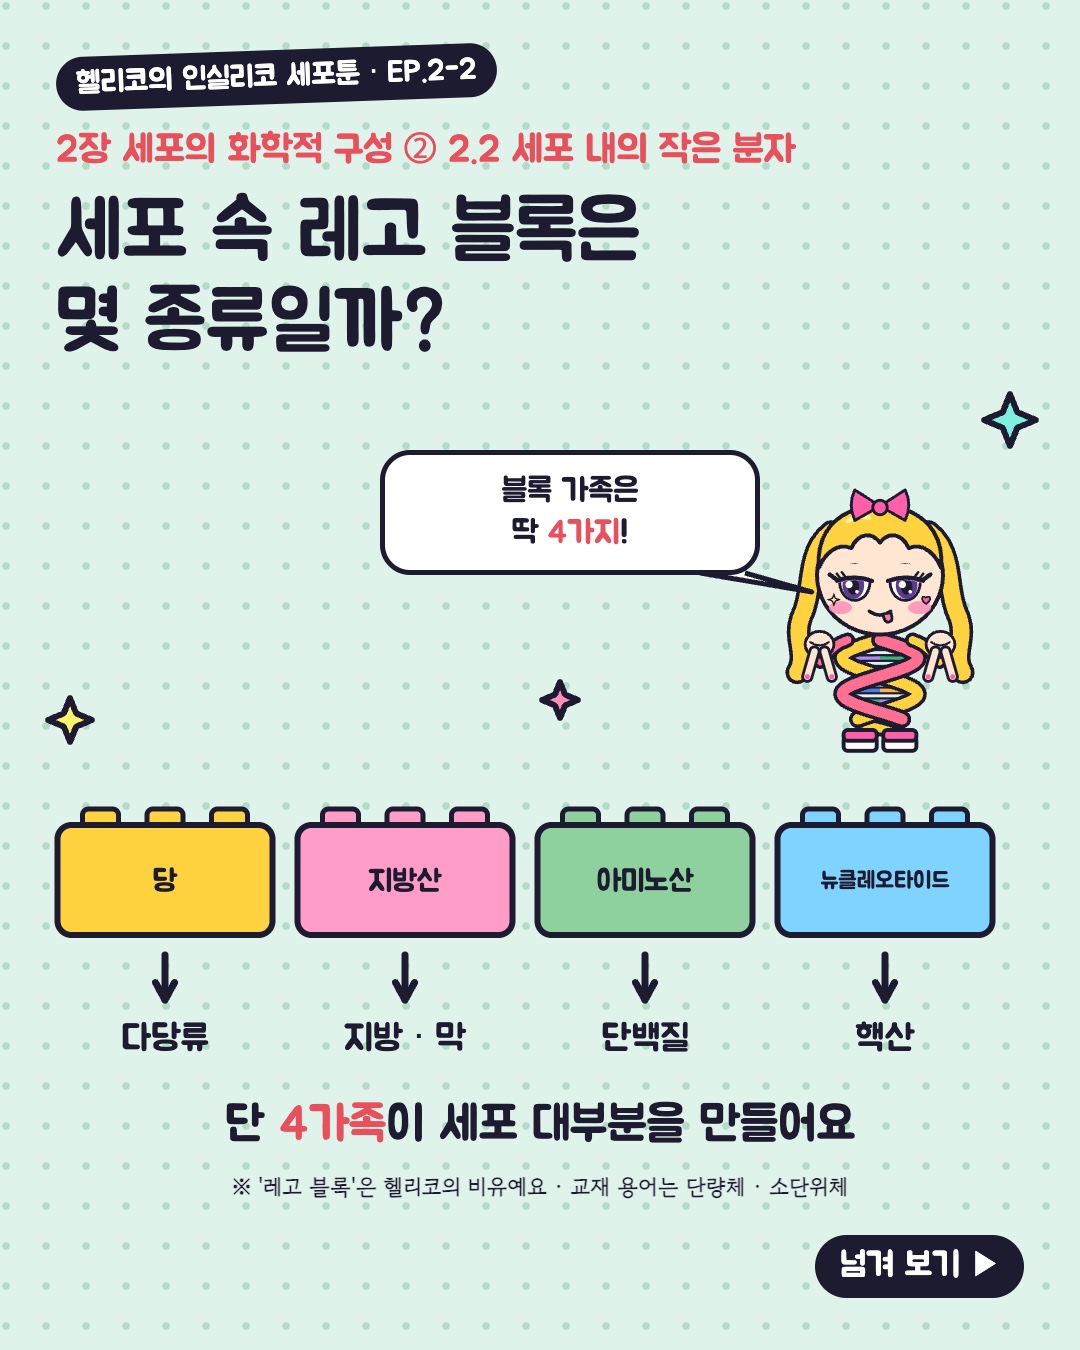 헬리코의 인실리코 세포툰 · EP.2-2
2장 세포의 화학적 구성 ② 2.2 세포 내의 작은 분자
세포 속 레고 블록은
몇 종류일까?
블록 가족은
딱 4가지!
당
지방산
아미노산
뉴클레오타이드
다당류
지방 · 막
단백질
핵산
단 4가족이 세포 대부분을 만들어요
※ '레고 블록'은 헬리코의 비유예요 · 교재 용어는 단량체 · 소단위체
넘겨 보기 ▶